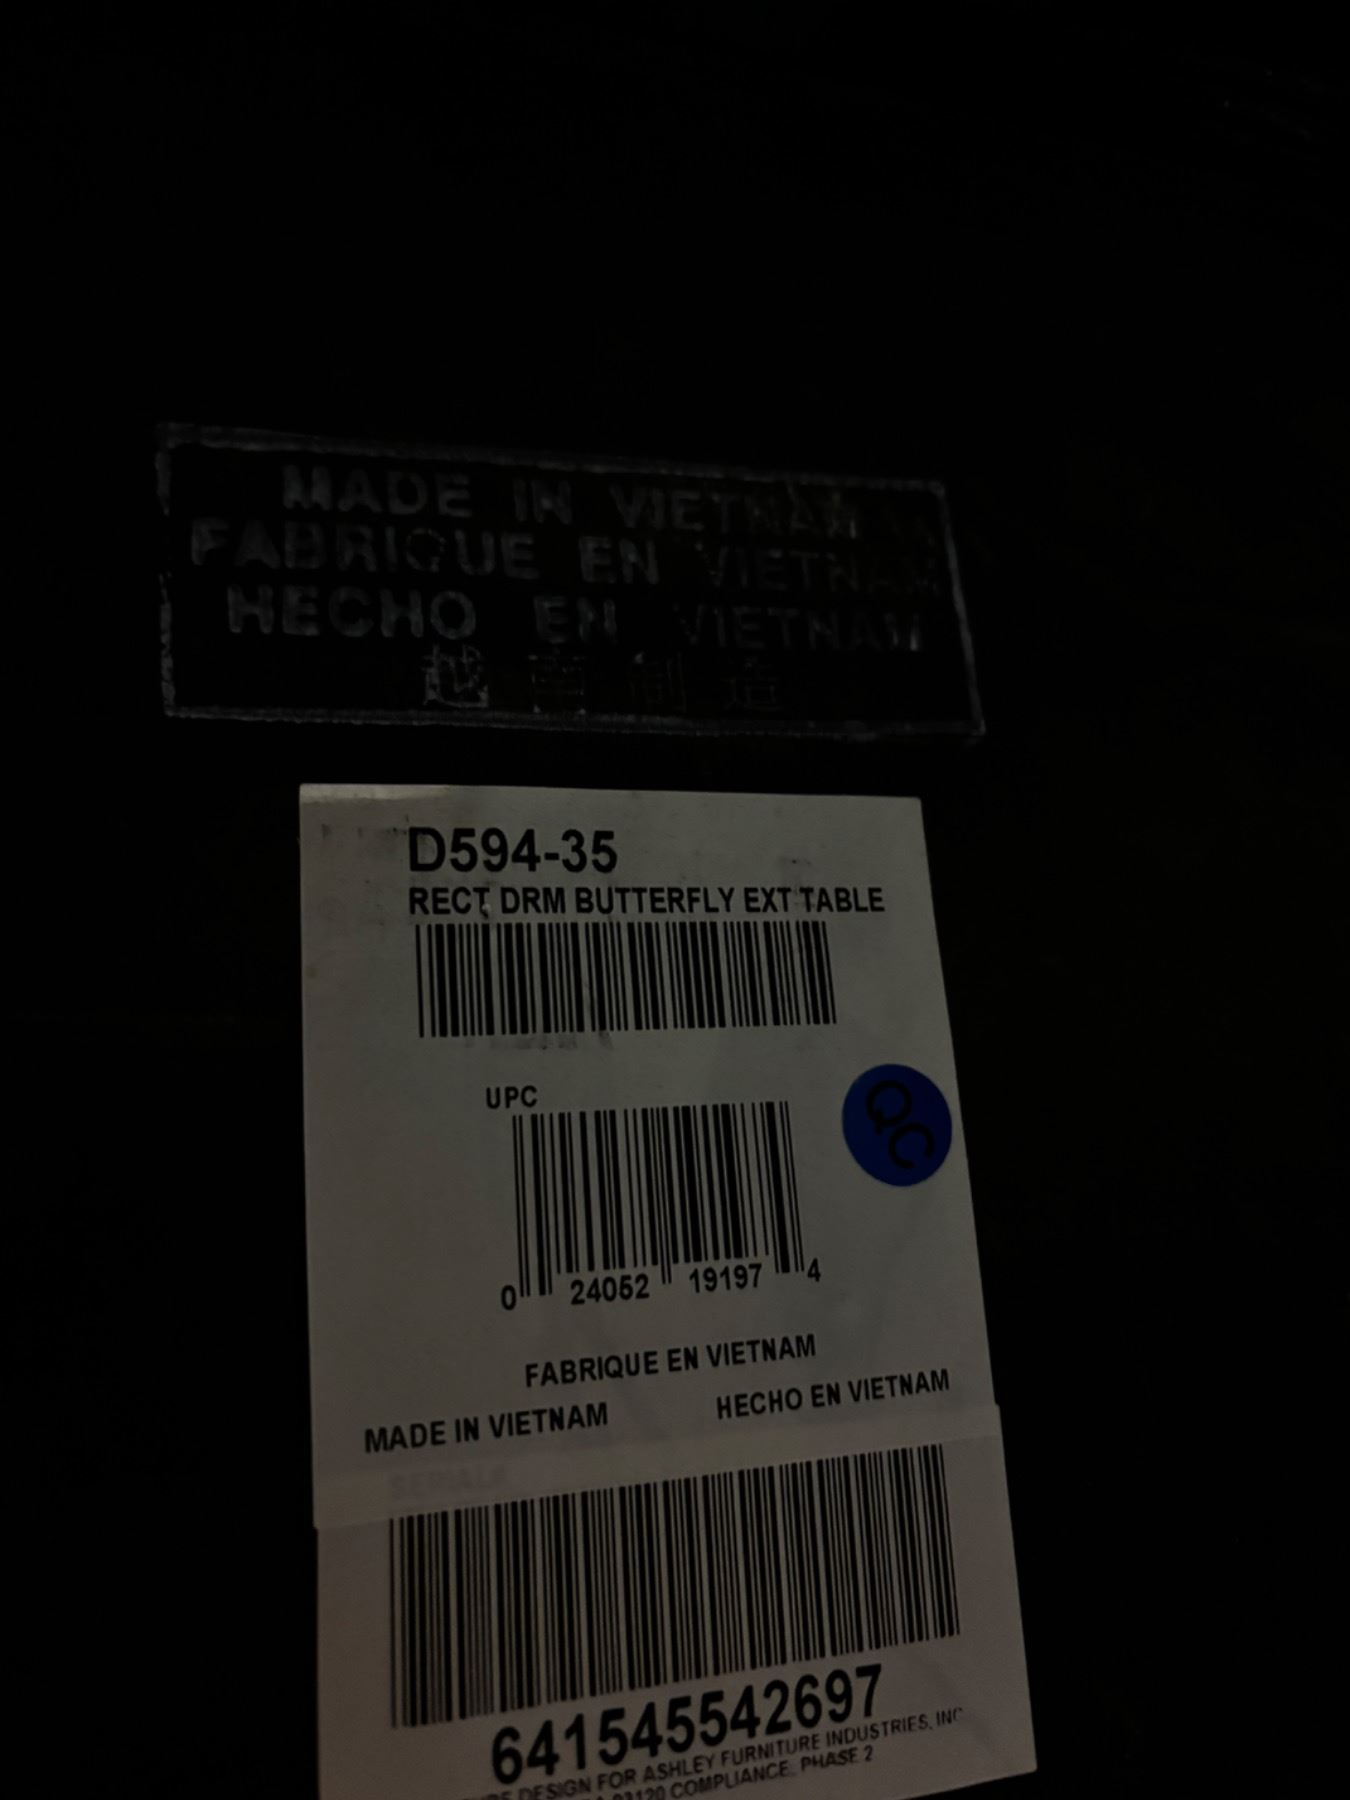 MADE IN VIETNAM
FABRIQUE EN VIETNAM
HECHO EN VIETNAM
越南制造
D594-35
RECT DRM BUTTERFLY EXT TABLE
UPC
0 24052 19197 4
QC
FABRIQUE EN VIETNAM
MADE IN VIETNAM HECHO EN VIETNAM
SERIAL#
641545542697
DESIGN FOR ASHLEY FURNITURE INDUSTRIES, INC
93120 COMPLIANCE, PHASE 2